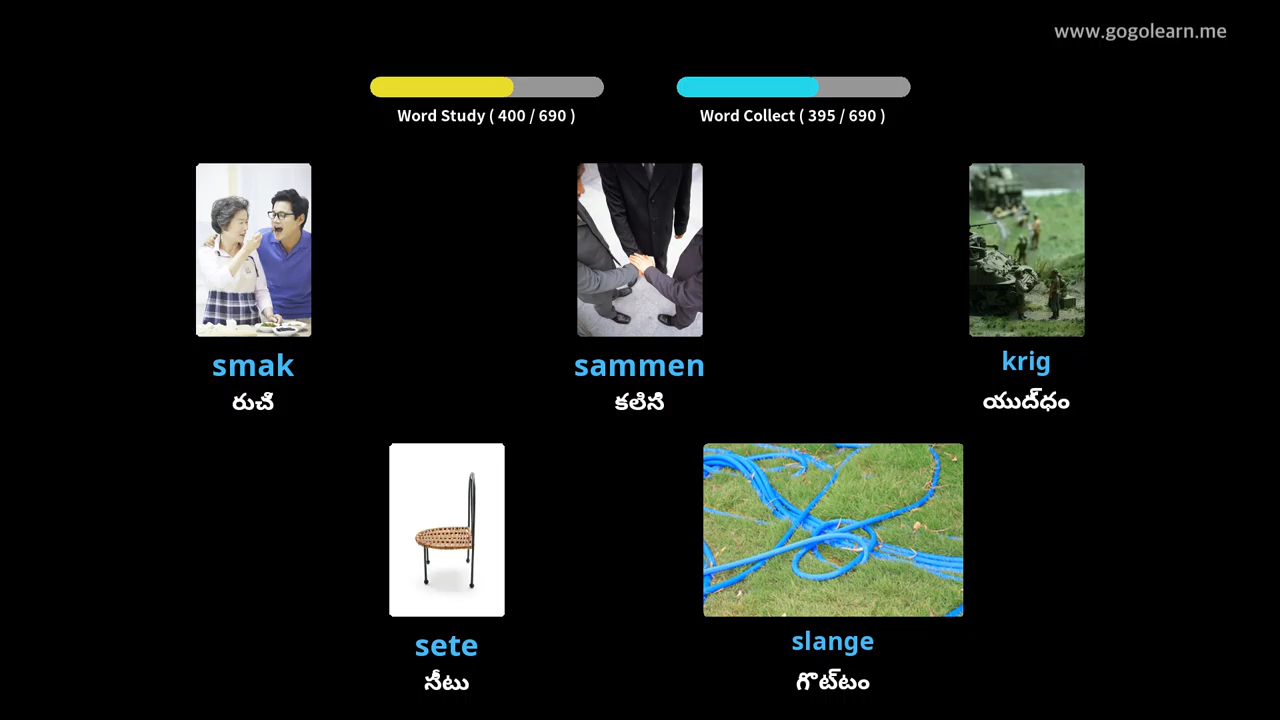 www.gogolearn.me
Word Study ( 400 / 690 )
Word Collect ( 395 / 690 )
smak
రుచి
sammen
కలిసి
krig
యుద్ధం
sete
సీటు
slange
గొట్టం